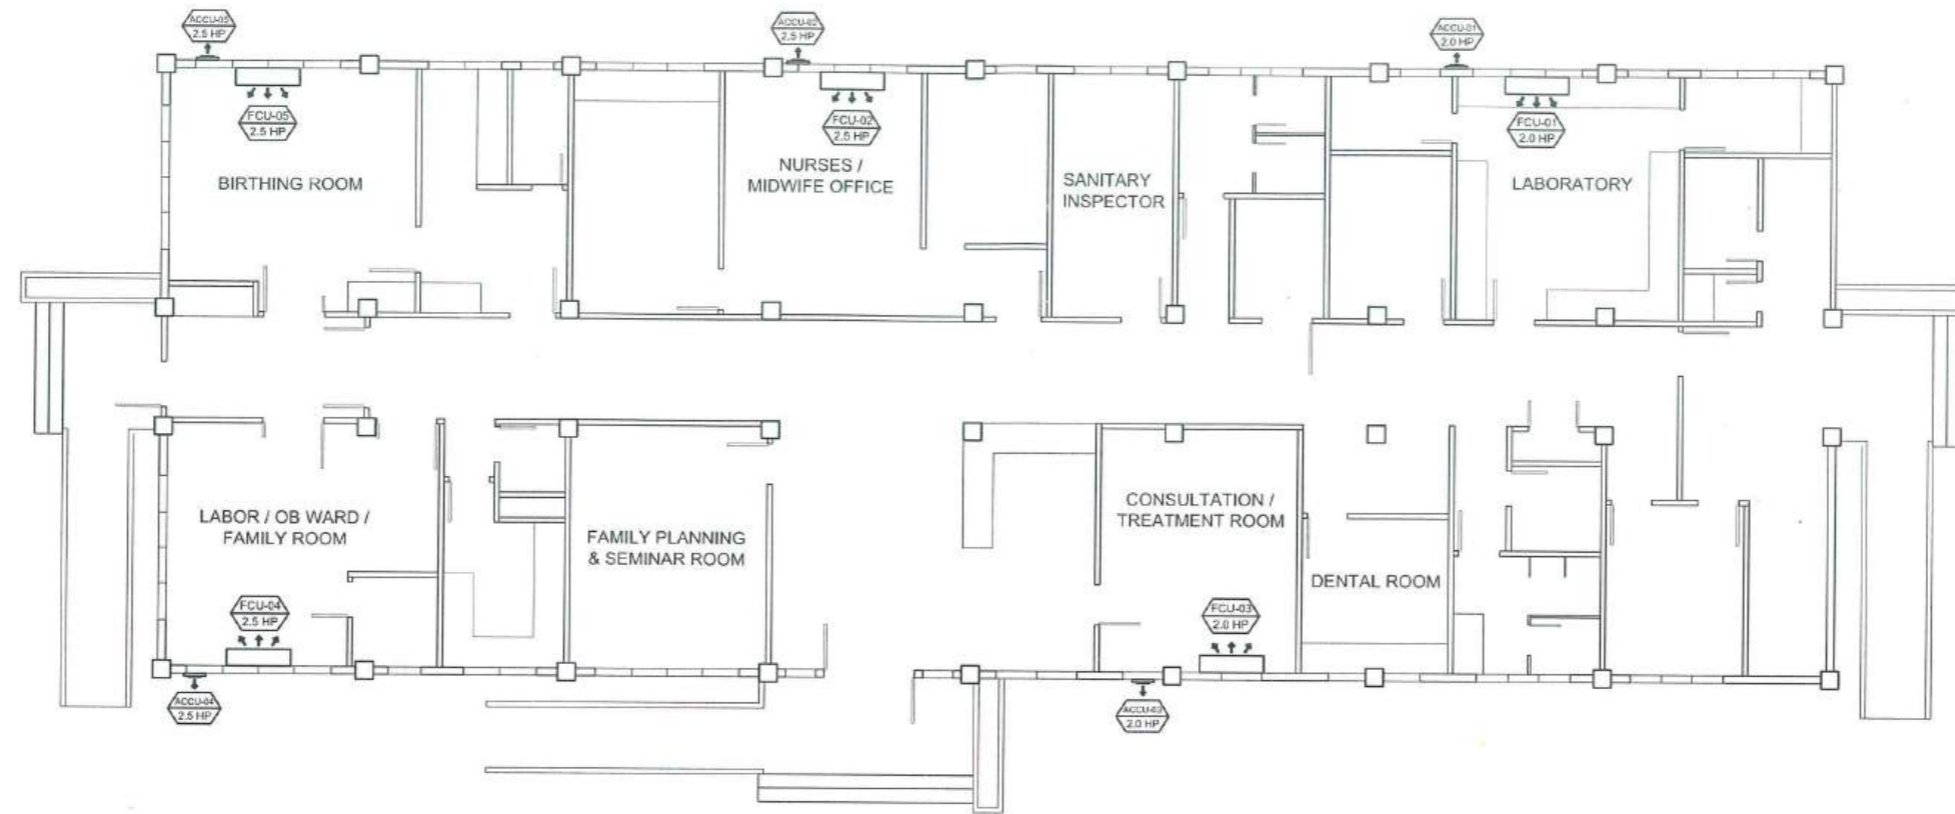 ACCU-05
2.5 HP
ACCU-02
2.5 HP
ACCU-01
2.0 HP
FCU-05
2.5 HP
FCU-02
2.5 HP
FCU-01
2.0 HP
BIRTHING ROOM
NURSES /
MIDWIFE OFFICE
SANITARY
INSPECTOR
LABORATORY
LABOR / OB WARD /
FAMILY ROOM
FAMILY PLANNING
& SEMINAR ROOM
CONSULTATION /
TREATMENT ROOM
DENTAL ROOM
FCU-04
2.5 HP
FCU-03
2.0 HP
ACCU-04
2.5 HP
ACCU-03
2.0 HP